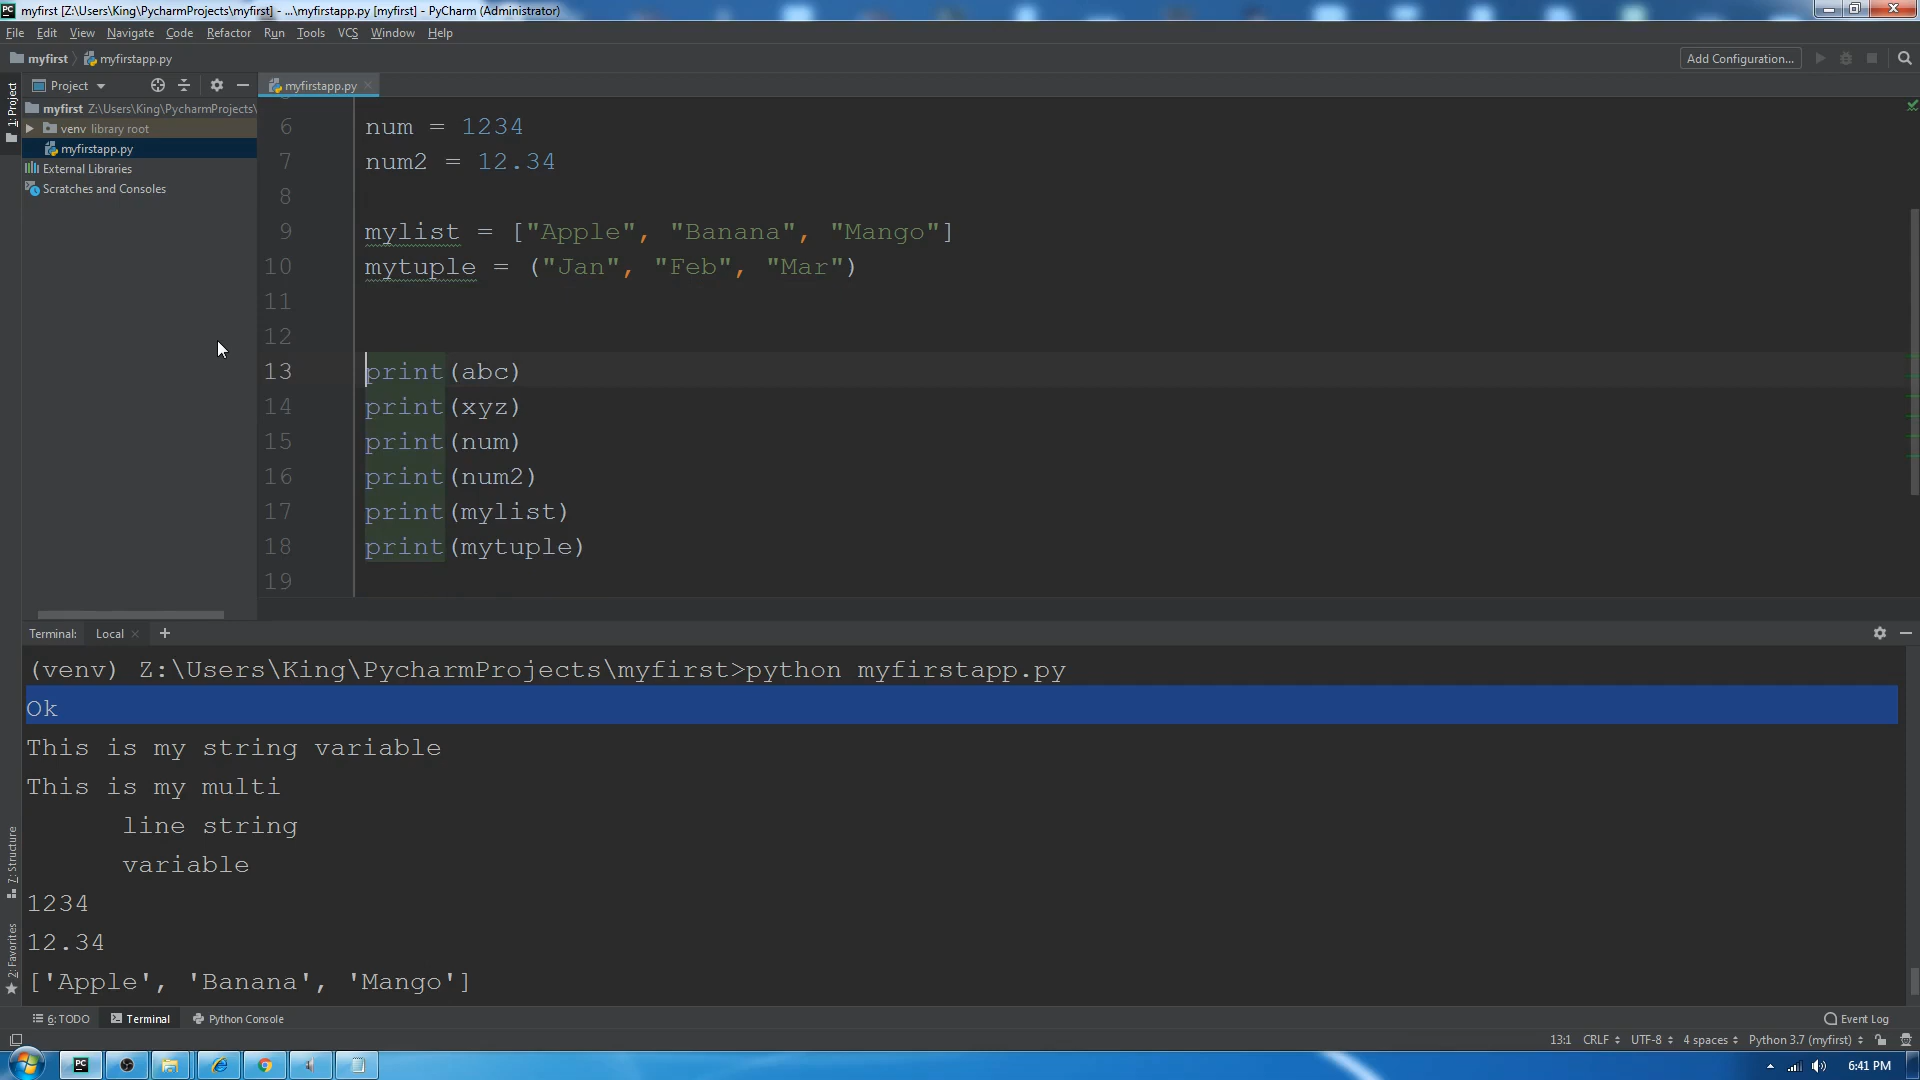 myfirst [Z:\Users\King\PycharmProjects\myfirst] - ...\myfirstapp.py [myfirst] - PyCharm (Administrator)
File Edit View Navigate Code Refactor Run Tools VCS Window Help
myfirst myfirstapp.py Add Configuration...
Project myfirstapp.py
1: Project
myfirst Z:\Users\King\PycharmProjects\
venv library root
myfirstapp.py
External Libraries
Scratches and Consoles
6 num = 1234
7 num2 = 12.34
8
9 mylist = ["Apple", "Banana", "Mango"]
10 mytuple = ("Jan", "Feb", "Mar")
11
12
13 print(abc)
14 print(xyz)
15 print(num)
16 print(num2)
17 print(mylist)
18 print(mytuple)
19
Terminal: Local
(venv) Z:\Users\King\PycharmProjects\myfirst>python myfirstapp.py
Ok
This is my string variable
This is my multi
line string
variable
1234
12.34
['Apple', 'Banana', 'Mango']
Z: Structure
2: Favorites
6: TODO Terminal Python Console Event Log
13:1 CRLF UTF-8 4 spaces Python 3.7 (myfirst)
PC 6:41 PM